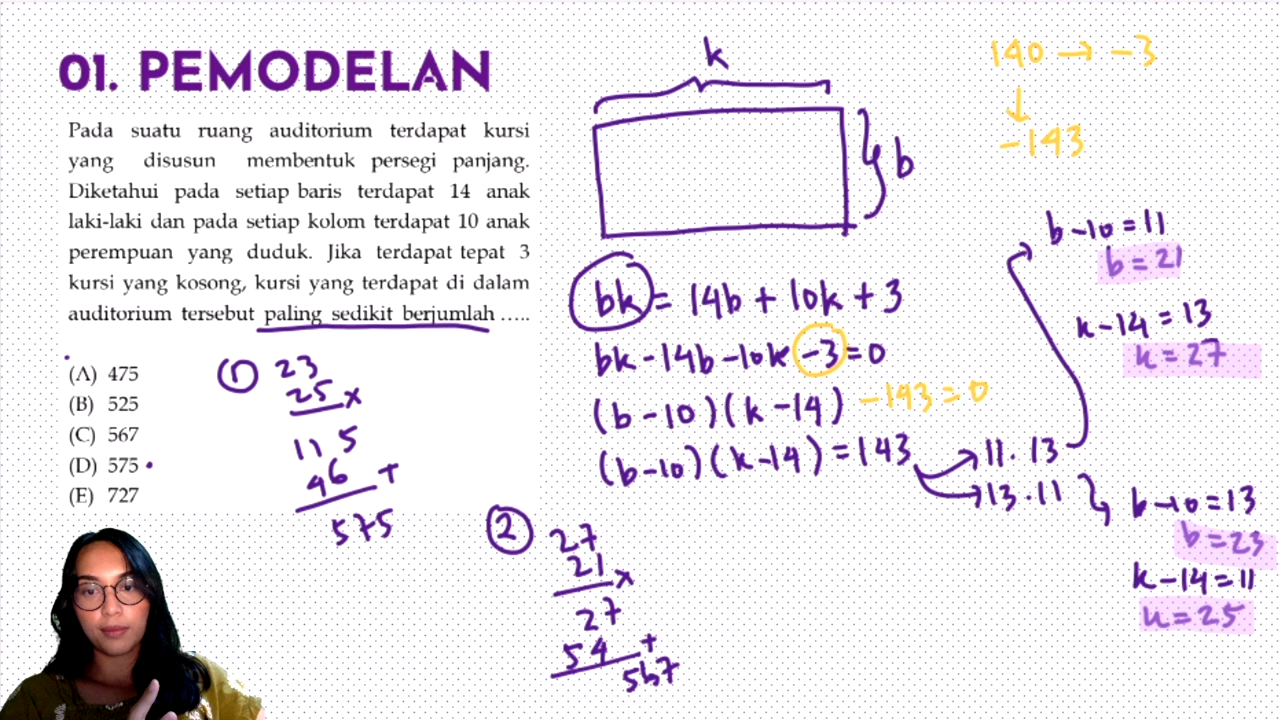 01. PEMODELAN
Pada suatu ruang auditorium terdapat kursi
yang disusun membentuk persegi panjang.
Diketahui pada setiap baris terdapat 14 anak
laki-laki dan pada setiap kolom terdapat 10 anak
perempuan yang duduk. Jika terdapat tepat 3
kursi yang kosong, kursi yang terdapat di dalam
auditorium tersebut paling sedikit berjumlah .....
(A) 475
(B) 525
(C) 567
(D) 575
(E) 727
1
23
25 x
115
46 +
575
k
b
bk = 14b + 10k + 3
bk - 14b - 10k - 3 = 0
(b - 10) (k - 14) - 143 = 0
(b - 10) (k - 14) = 143
→ 11 . 13
→ 13 . 11
2
27
21 x
27
54 +
567
140 → -3
↓
-143
b - 10 = 11
b = 21
k - 14 = 13
k = 27
b - 10 = 13
b = 23
k - 14 = 11
k = 25